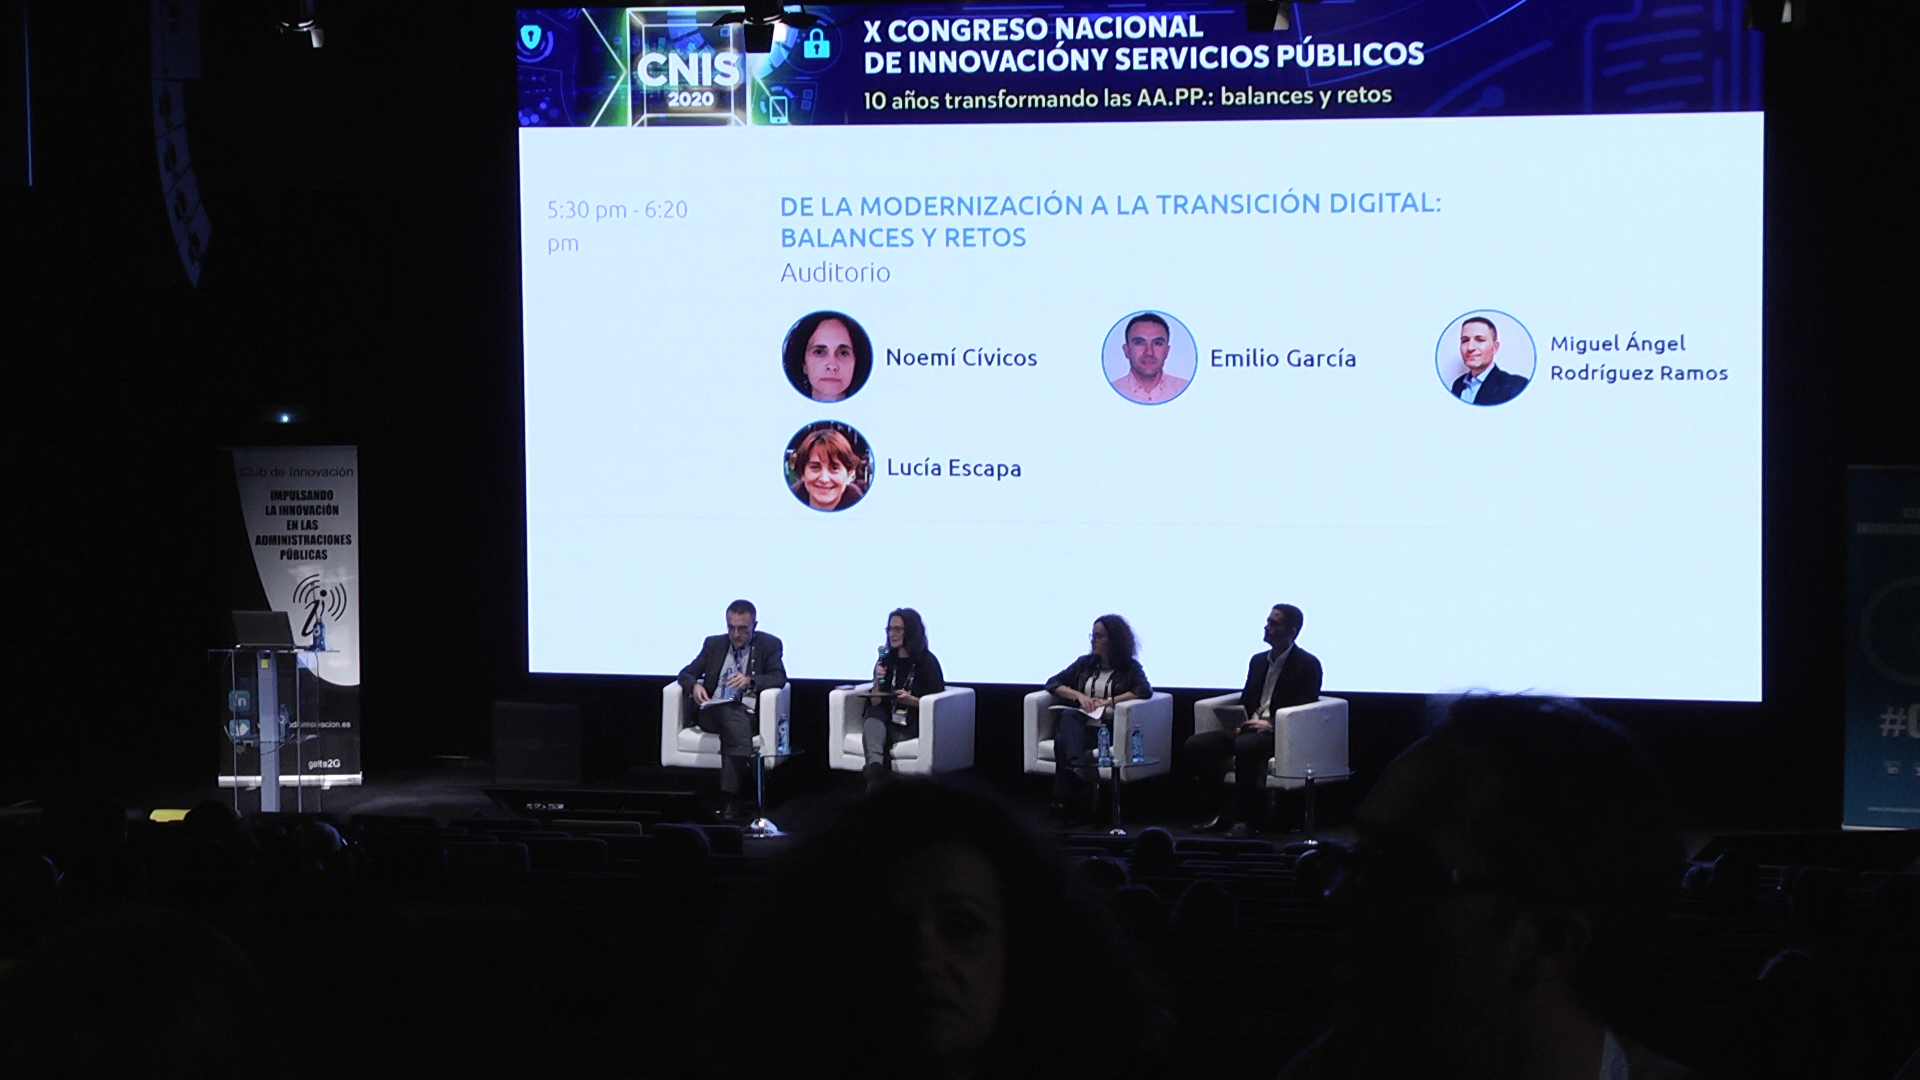 CNIS
2020
X CONGRESO NACIONAL
DE INNOVACIÓNY SERVICIOS PÚBLICOS
10 años transformando las AA.PP.: balances y retos
5:30 pm - 6:20
pm
DE LA MODERNIZACIÓN A LA TRANSICIÓN DIGITAL:
BALANCES Y RETOS
Auditorio
Noemí Cívicos
Emilio García
Miguel Ángel
Rodríguez Ramos
Lucía Escapa
Club de Innovación
IMPULSANDO
LA INNOVACIÓN
EN LAS
ADMINISTRACIONES
PÚBLICAS